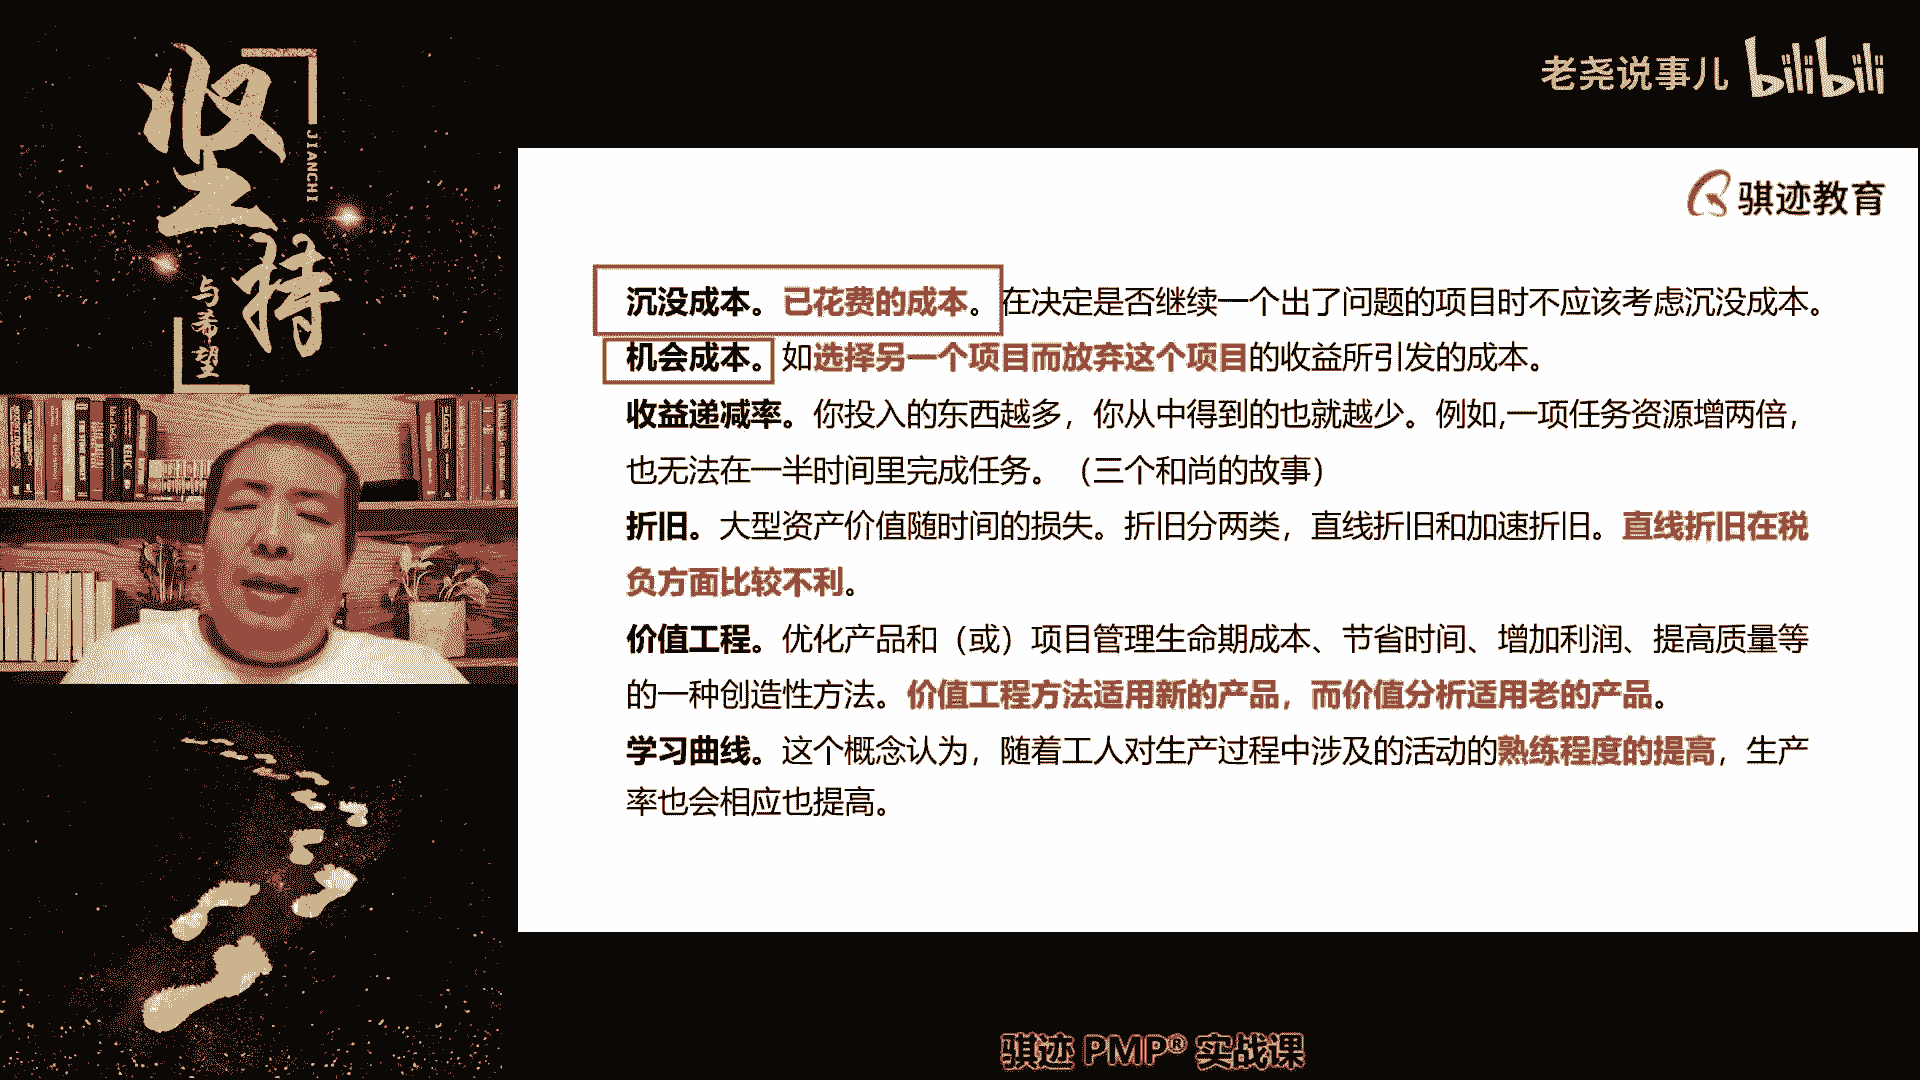 坚持
JIANCHI
与希望
老尧说事儿 bilibili
骐迹教育
沉没成本。已花费的成本。在决定是否继续一个出了问题的项目时不应该考虑沉没成本。
机会成本。如选择另一个项目而放弃这个项目的收益所引发的成本。
收益递减率。你投入的东西越多，你从中得到的也就越少。例如,一项任务资源增两倍，
也无法在一半时间里完成任务。（三个和尚的故事）
折旧。大型资产价值随时间的损失。折旧分两类，直线折旧和加速折旧。直线折旧在税
负方面比较不利。
价值工程。优化产品和（或）项目管理生命期成本、节省时间、增加利润、提高质量等
的一种创造性方法。价值工程方法适用新的产品，而价值分析适用老的产品。
学习曲线。这个概念认为，随着工人对生产过程中涉及的活动的熟练程度的提高，生产
率也会相应也提高。
骐迹 PMP® 实战课